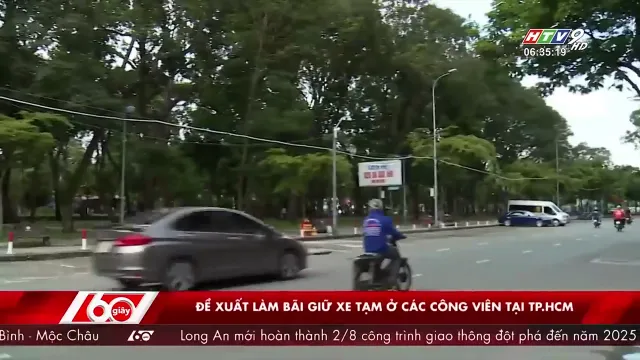 HTV9 HD
06:35:19
60 giây
ĐỀ XUẤT LÀM BÃI GIỮ XE TẠM Ở CÁC CÔNG VIÊN TẠI TP.HCM
Bình - Mộc Châu 60 Long An mới hoàn thành 2/8 công trình giao thông đột phá đến năm 2025